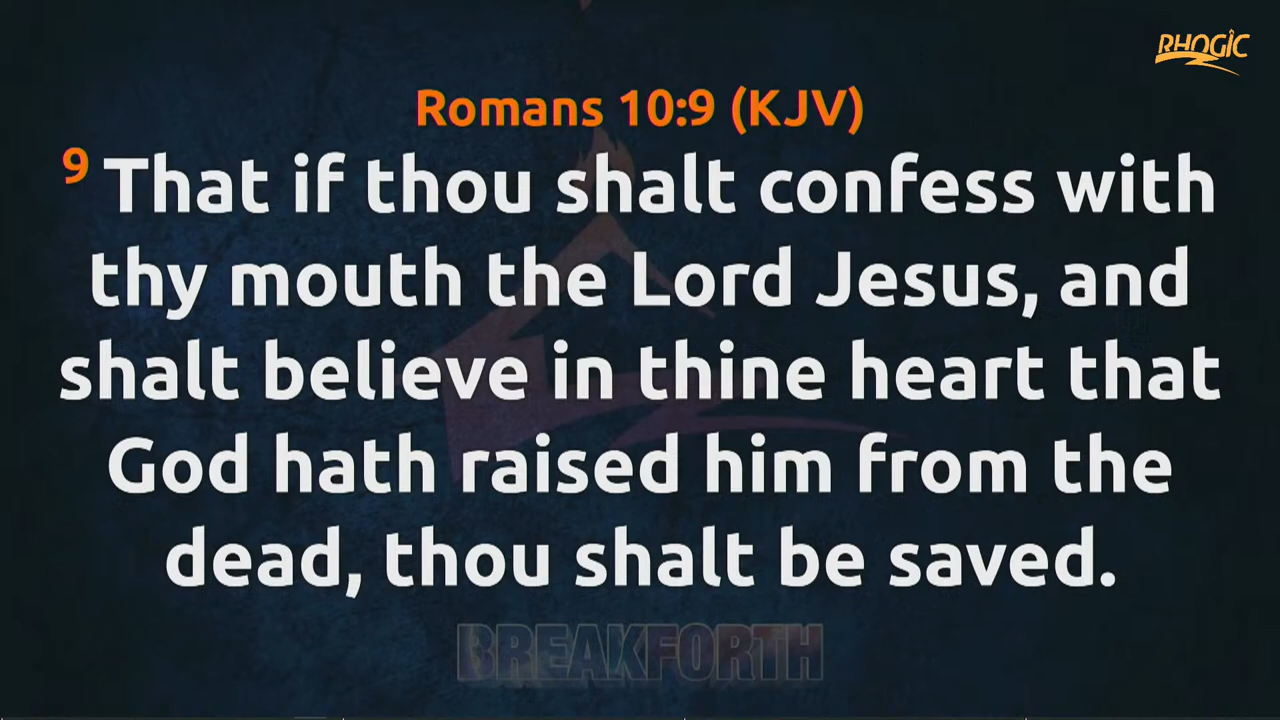 RHOGIC
Romans 10:9 (KJV)
9 That if thou shalt confess with
thy mouth the Lord Jesus, and
shalt believe in thine heart that
God hath raised him from the
dead, thou shalt be saved.
BREAKFORTH